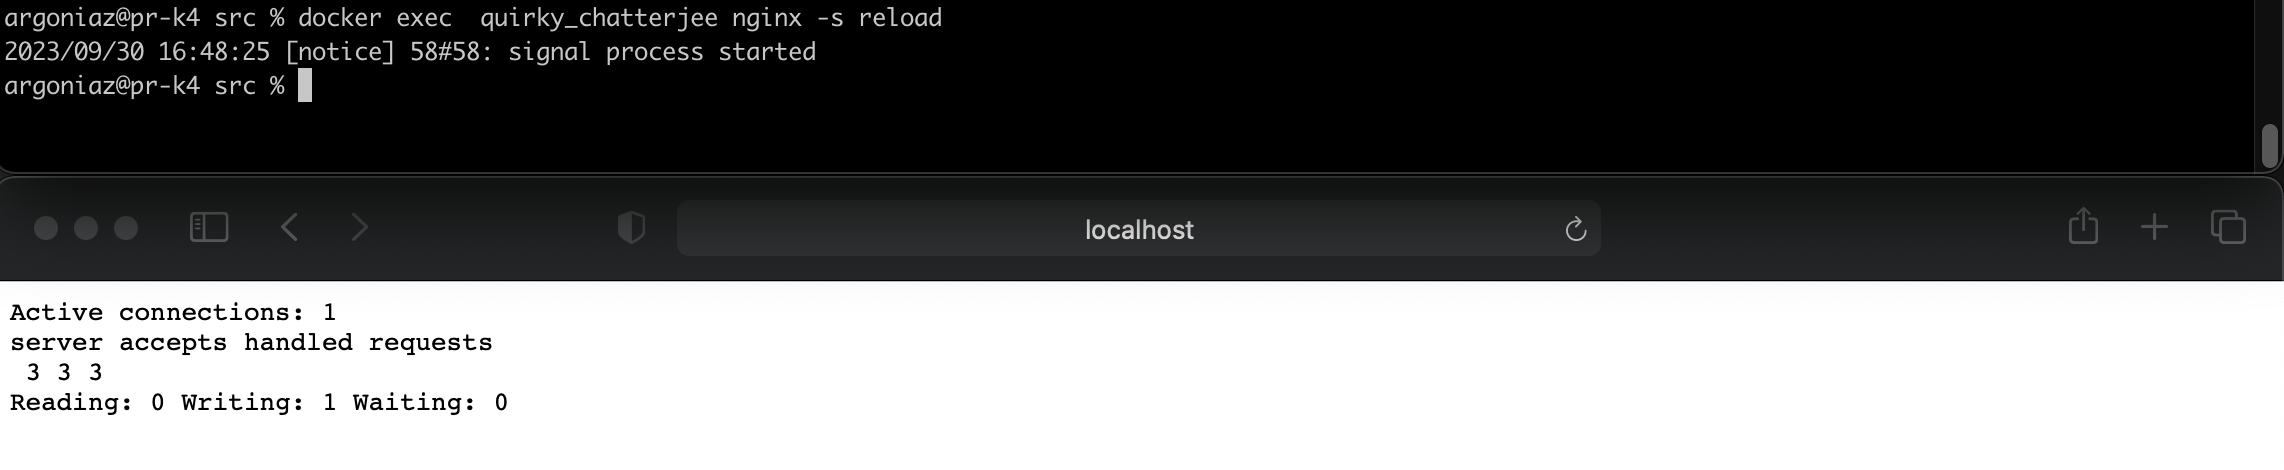 argoniaz@pr-k4 src % docker exec  quirky_chatterjee nginx -s reload
2023/09/30 16:48:25 [notice] 58#58: signal process started
argoniaz@pr-k4 src %
localhost
Active connections: 1
server accepts handled requests
 3 3 3
Reading: 0 Writing: 1 Waiting: 0